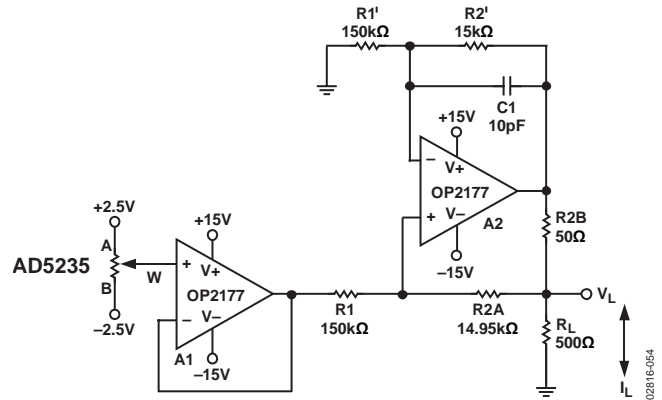 R1' 150kΩ
R2' 15kΩ
C1 10pF
+15V
– V+
OP2177
+ V– A2
–15V
+2.5V
AD5235
A
B
W
–2.5V
+15V
+ V+
OP2177
– V–
A1
–15V
R1 150kΩ
R2A 14.95kΩ
R2B 50Ω
VL
RL 500Ω
IL
02816-054